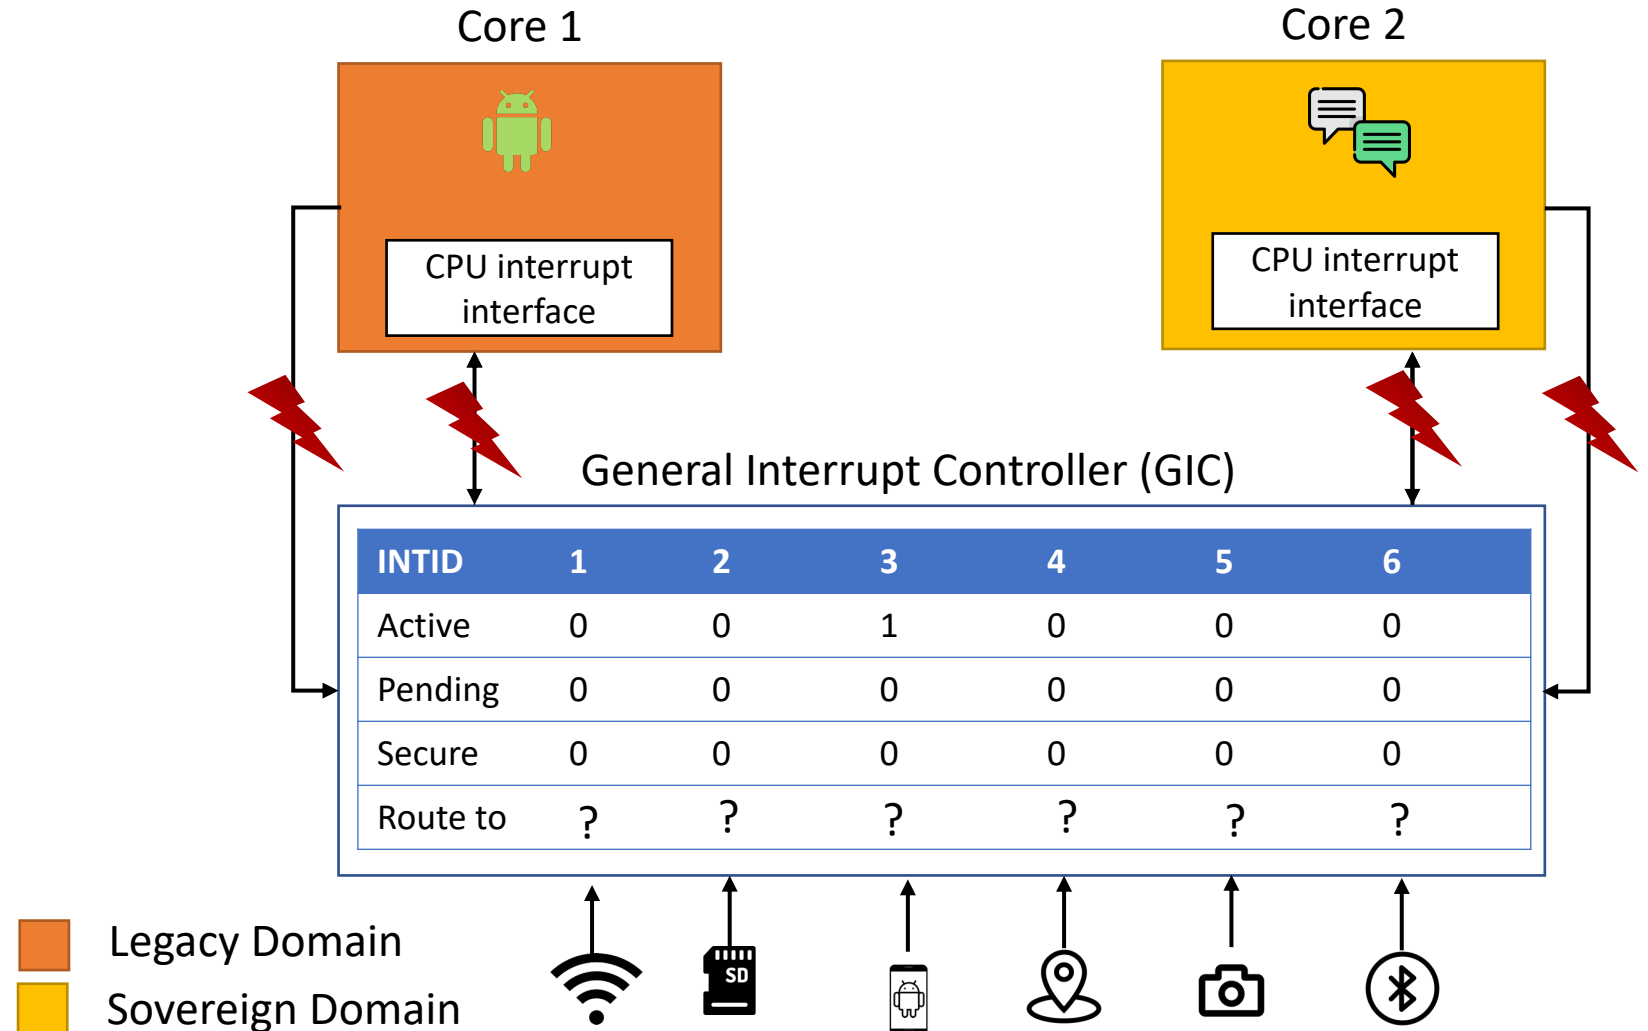 Core 1
Core 2
CPU interrupt
interface
CPU interrupt
interface
General Interrupt Controller (GIC)
INTID 1 2 3 4 5 6
Active 0 0 1 0 0 0
Pending 0 0 0 0 0 0
Secure 0 0 0 0 0 0
Route to ? ? ? ? ? ?
SD
Legacy Domain
Sovereign Domain